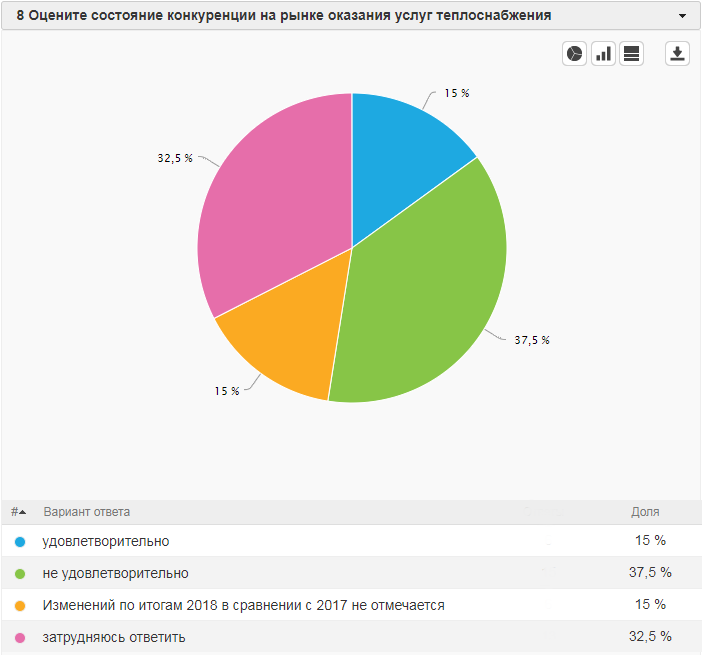 8 Оцените состояние конкуренции на рынке оказания услуг теплоснабжения
15 %
32,5 %
37,5 %
15 %
# Вариант ответа Доля
удовлетворительно 15 %
не удовлетворительно 37,5 %
Изменений по итогам 2018 в сравнении с 2017 не отмечается 15 %
затрудняюсь ответить 32,5 %